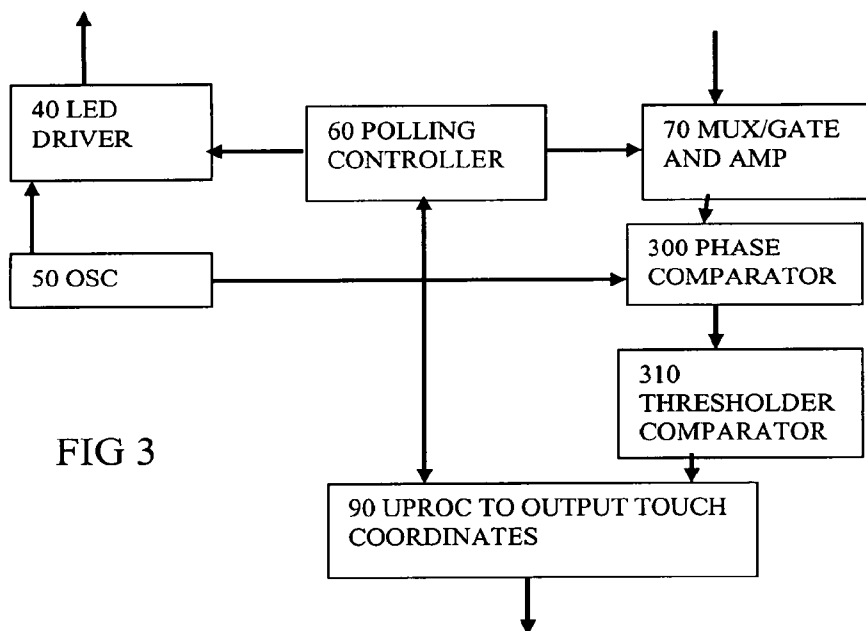 40 LED
DRIVER
60 POLLING
CONTROLLER
70 MUX/GATE
AND AMP
50 OSC
300 PHASE
COMPARATOR
310
THRESHOLDER
COMPARATOR
FIG 3
90 UPROC TO OUTPUT TOUCH
COORDINATES